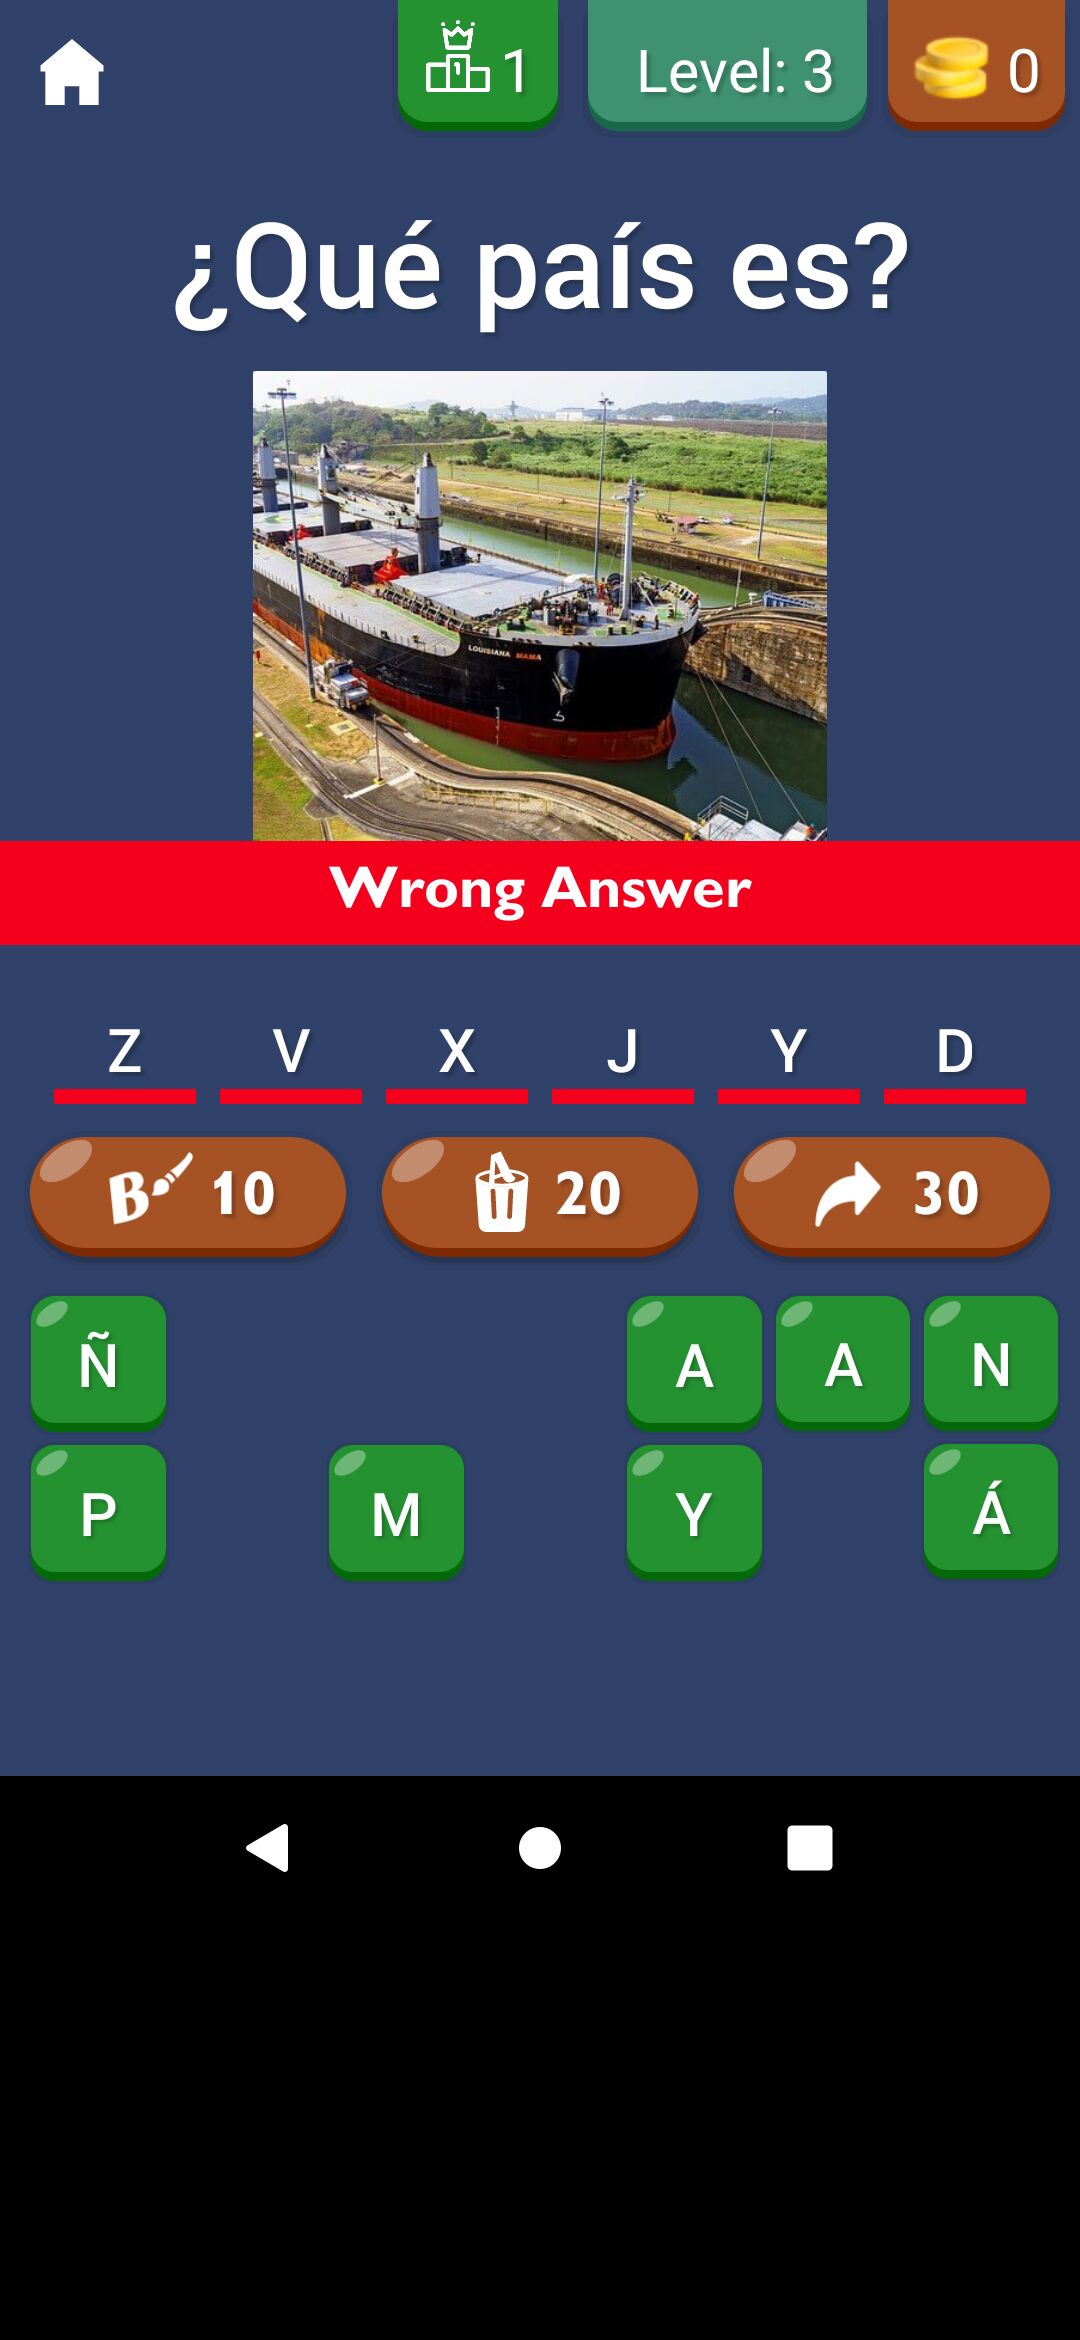 1
Level: 3
0
¿Qué país es?
LOUISIANA MAMA
Wrong Answer
Z V X J Y D
10
20
30
Ñ A A N
P M Y Á